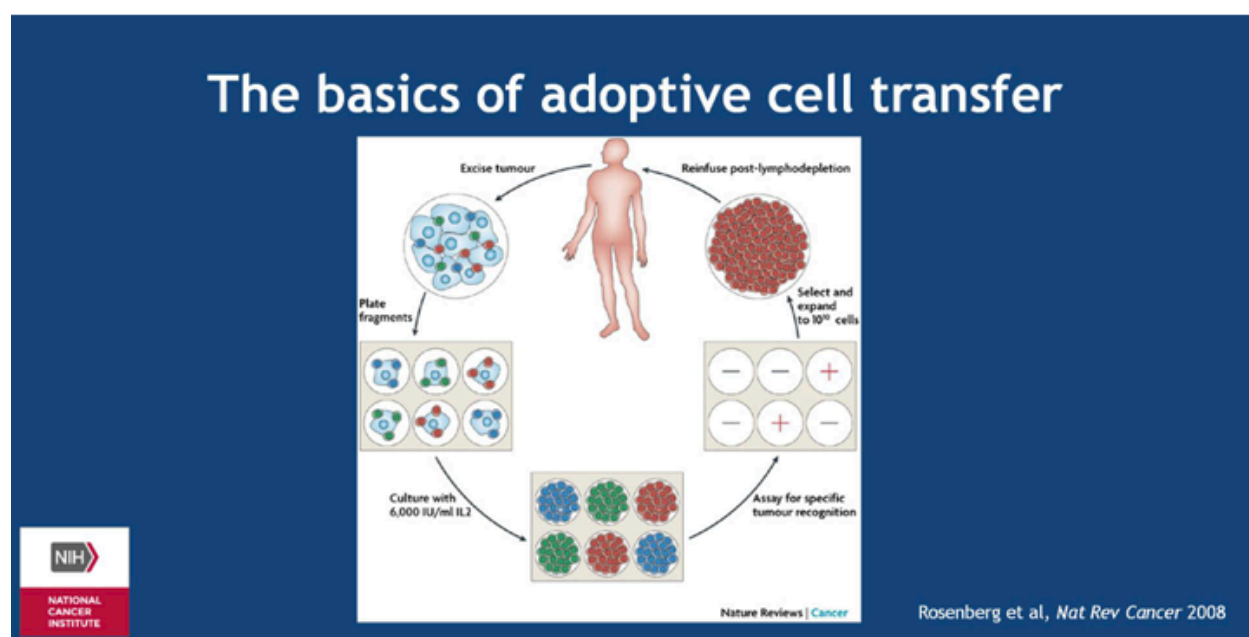 The basics of adoptive cell transfer
Excise tumour
Reinfuse post-lymphodepletion
Plate
fragments
Select and
expand
to 10¹⁰ cells
− − +
− + −
Culture with
6,000 IU/ml IL2
Assay for specific
tumour recognition
Nature Reviews | Cancer
NIH
NATIONAL
CANCER
INSTITUTE
Rosenberg et al, Nat Rev Cancer 2008